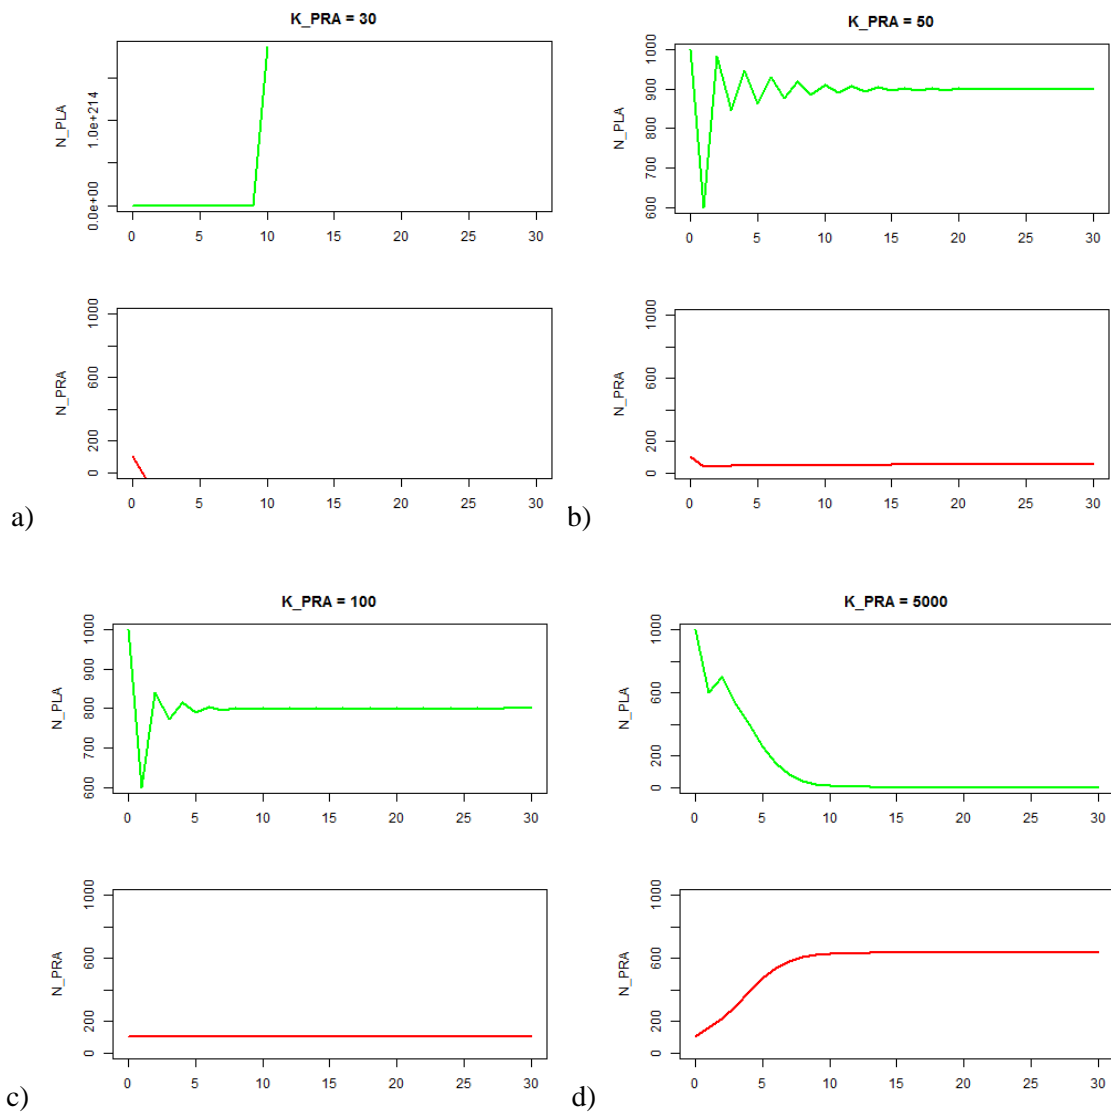 K_PRA = 30
N_PLA
0.0e+00 1.0e+214
0 5 10 15 20 25 30
N_PRA
0 200 600 1000
0 5 10 15 20 25 30
a)
K_PRA = 50
N_PLA
600 700 800 900 1000
0 5 10 15 20 25 30
N_PRA
0 200 600 1000
0 5 10 15 20 25 30
b)
K_PRA = 100
N_PLA
600 700 800 900 1000
0 5 10 15 20 25 30
N_PRA
0 200 600 1000
0 5 10 15 20 25 30
c)
K_PRA = 5000
N_PLA
0 200 600 1000
0 5 10 15 20 25 30
N_PRA
0 200 600 1000
0 5 10 15 20 25 30
d)